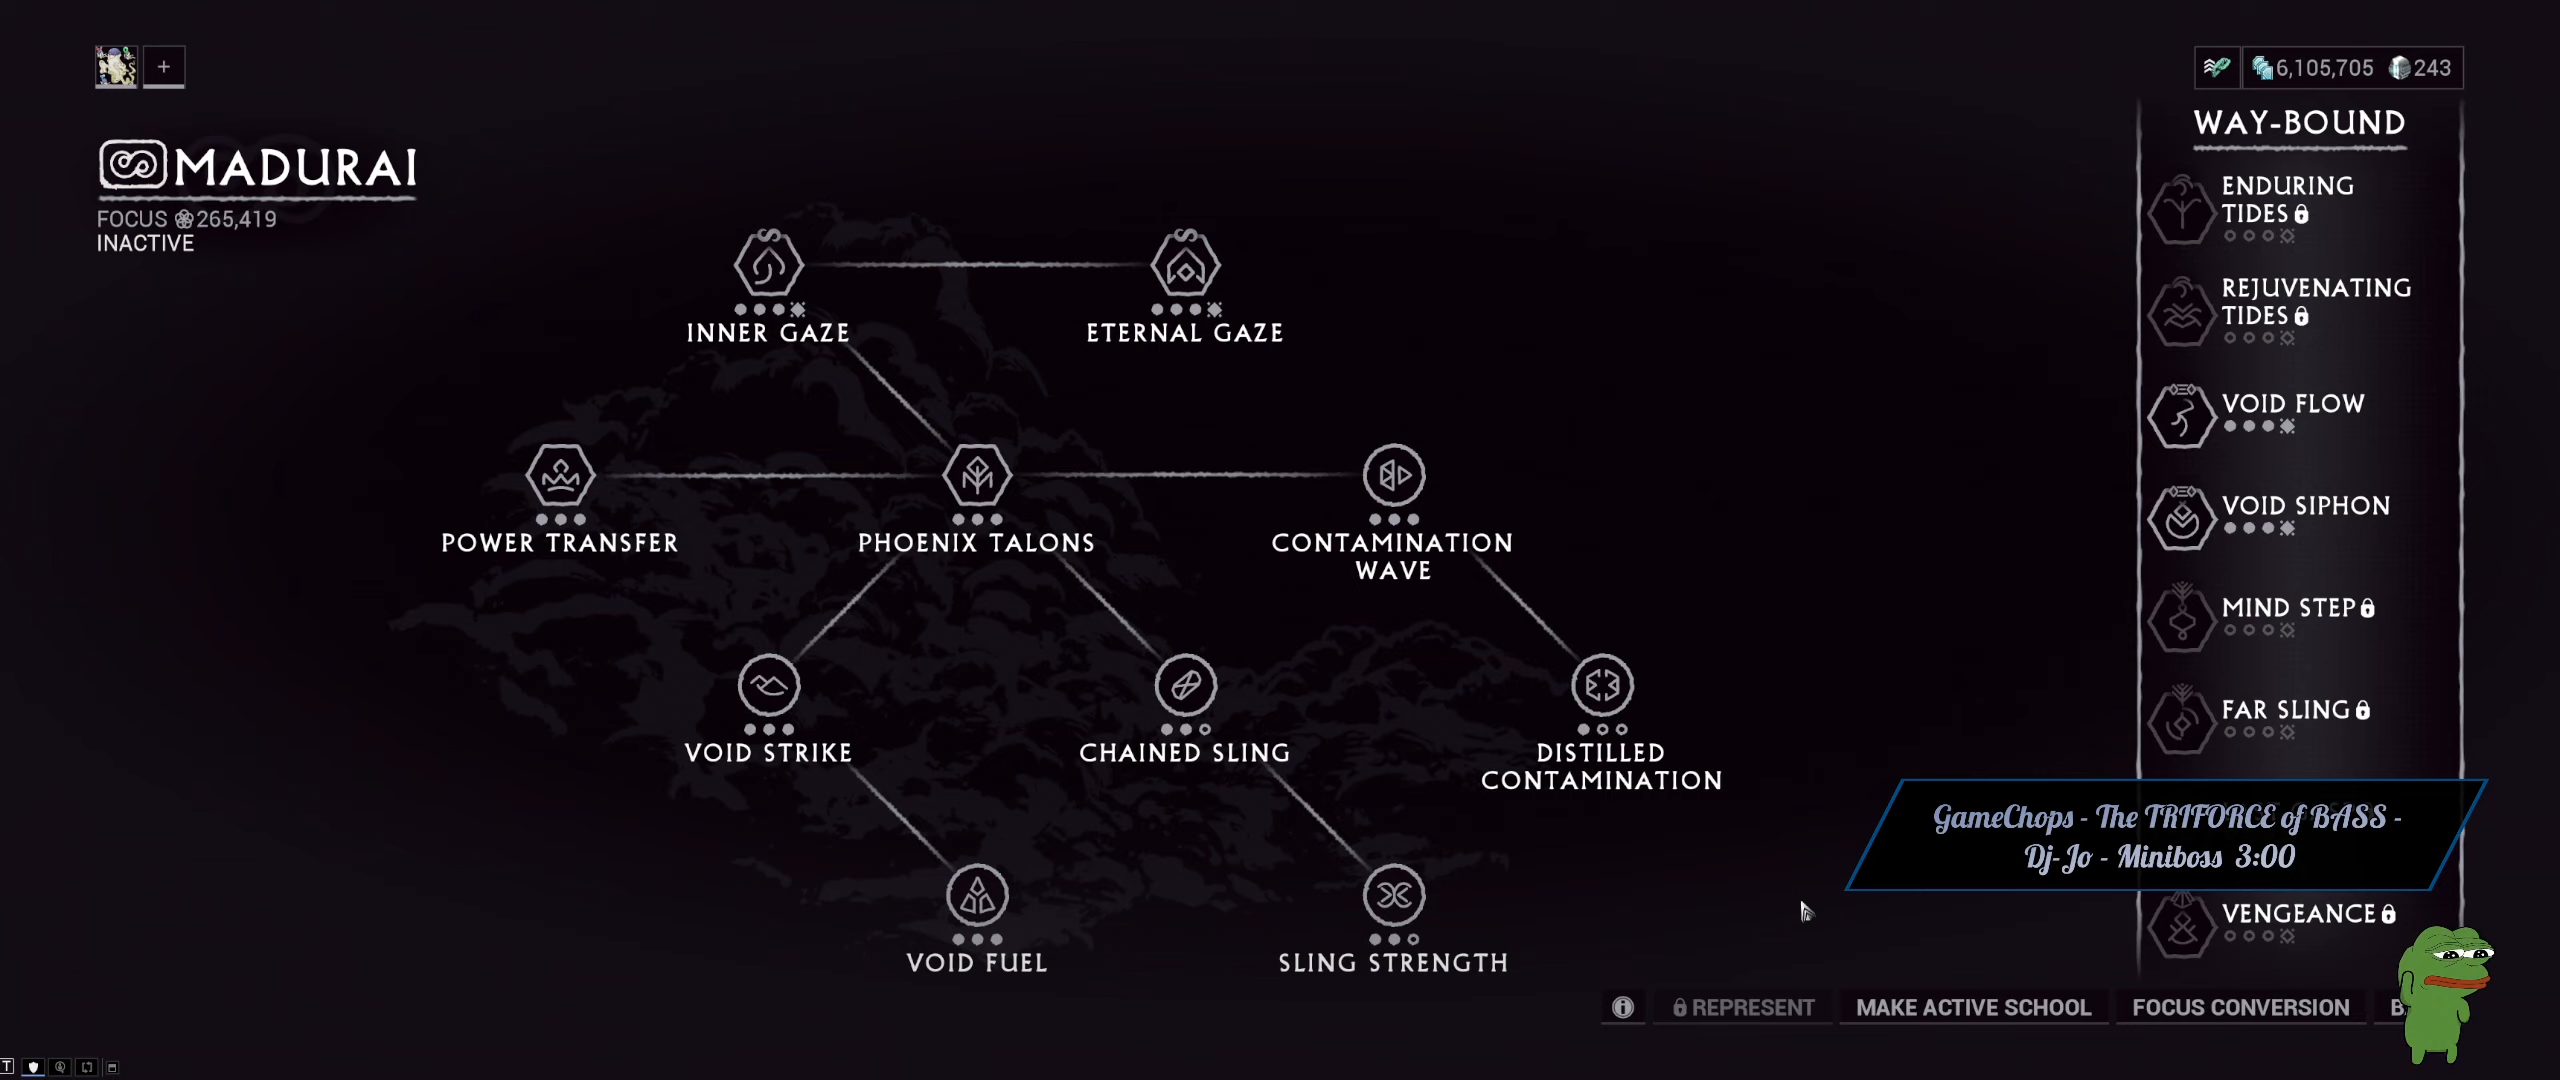 +
6,105,705 243
MADURAI
FOCUS 265,419
INACTIVE
WAY-BOUND
ENDURING
TIDES
REJUVENATING
TIDES
VOID FLOW
VOID SIPHON
MIND STEP
FAR SLING
VENGEANCE
INNER GAZE
ETERNAL GAZE
POWER TRANSFER
PHOENIX TALONS
CONTAMINATION
WAVE
VOID STRIKE
CHAINED SLING
DISTILLED
CONTAMINATION
VOID FUEL
SLING STRENGTH
GameChops - The TRIFORCE of BASS -
Dj-Jo - Miniboss 3:00
REPRESENT
MAKE ACTIVE SCHOOL
FOCUS CONVERSION
T